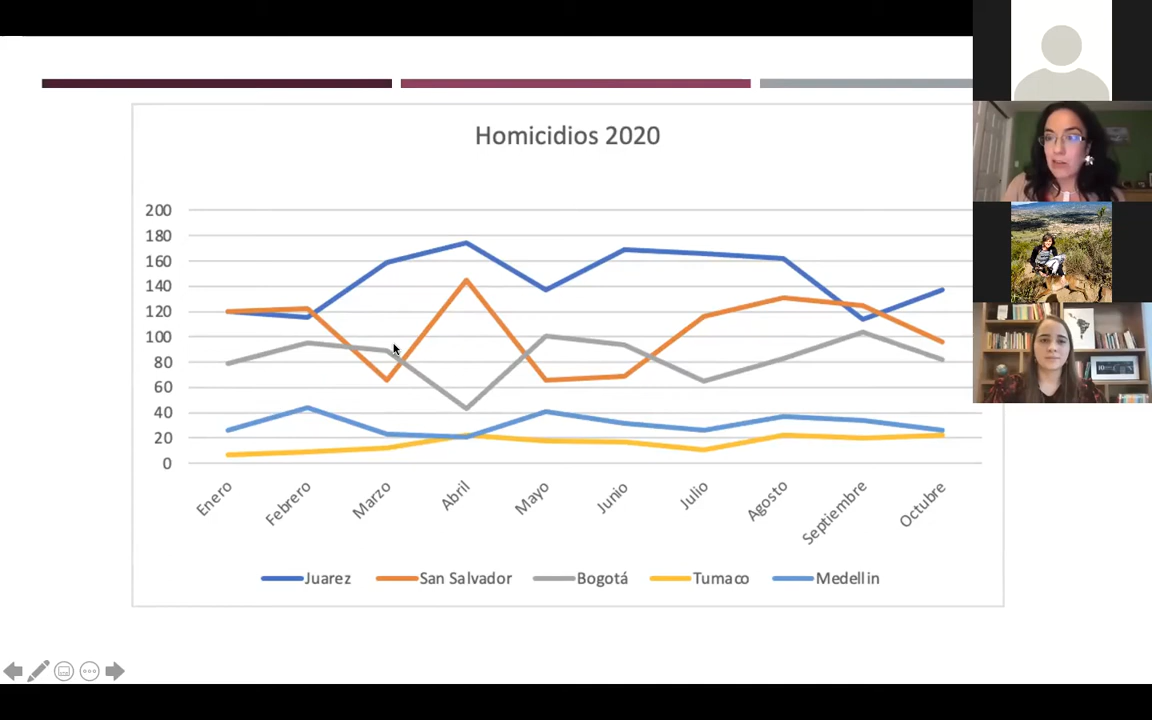 Homicidios 2020
200
180
160
140
120
100
80
60
40
20
0
Enero
Febrero
Marzo
Abril
Mayo
Junio
Julio
Agosto
Septiembre
Octubre
Juarez San Salvador Bogotá Tumaco Medellin